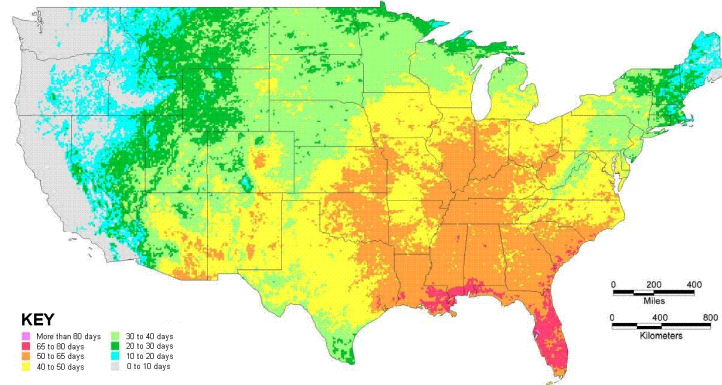 0 200 400
Miles
0 400 800
Kilometers
KEY
More than 80 days
65 to 80 days
50 to 65 days
40 to 50 days
30 to 40 days
20 to 30 days
10 to 20 days
0 to 10 days